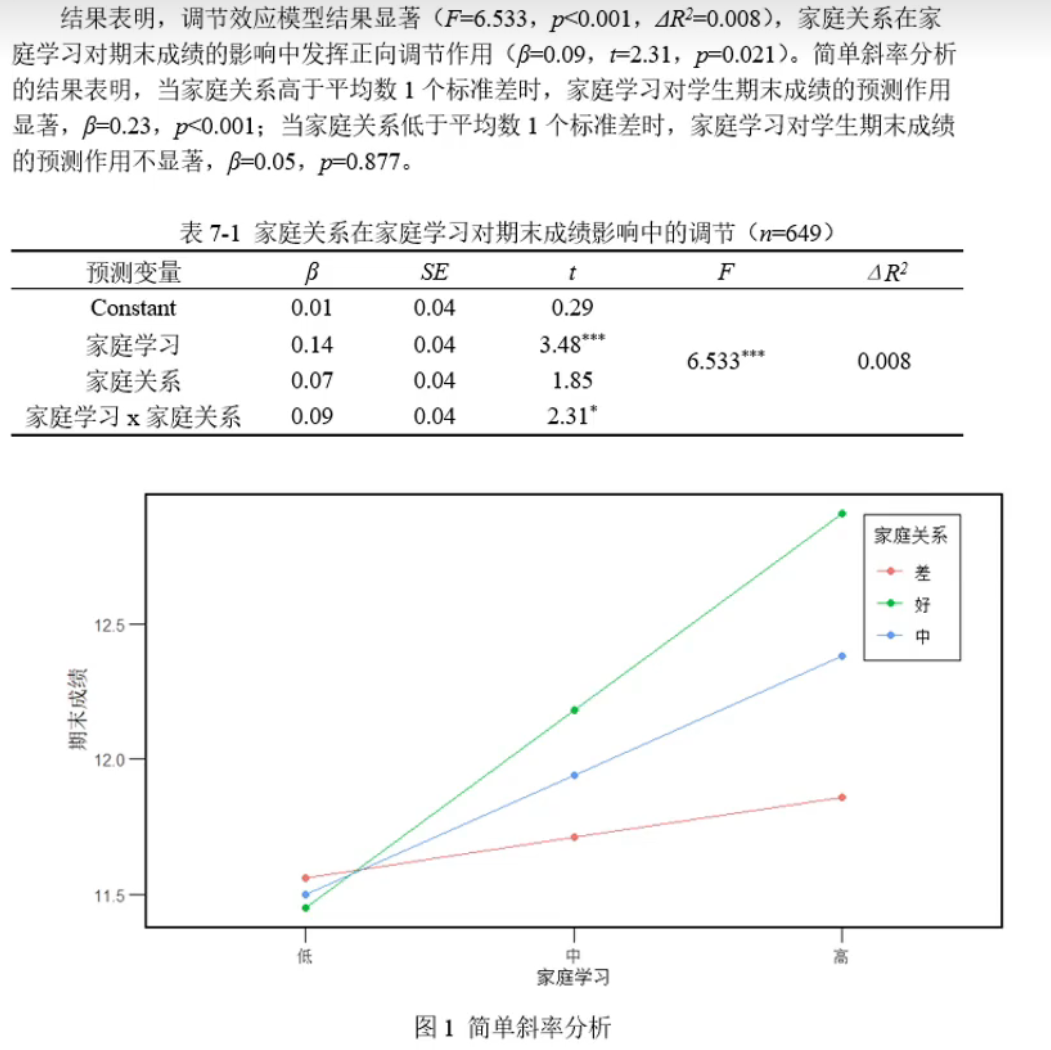 结果表明，调节效应模型结果显著（F=6.533，p<0.001，ΔR²=0.008），家庭关系在家
庭学习对期末成绩的影响中发挥正向调节作用（β=0.09，t=2.31，p=0.021）。简单斜率分析
的结果表明，当家庭关系高于平均数 1 个标准差时，家庭学习对学生期末成绩的预测作用
显著，β=0.23，p<0.001；当家庭关系低于平均数 1 个标准差时，家庭学习对学生期末成绩
的预测作用不显著，β=0.05，p=0.877。
表 7-1 家庭关系在家庭学习对期末成绩影响中的调节（n=649）
预测变量 β SE t F ΔR²
Constant 0.01 0.04 0.29
家庭学习 0.14 0.04 3.48***
6.533*** 0.008
家庭关系 0.07 0.04 1.85
家庭学习 x 家庭关系 0.09 0.04 2.31*
家庭关系
差
好
中
12.5
12.0
11.5
期末成绩
低 中 高
家庭学习
图 1 简单斜率分析